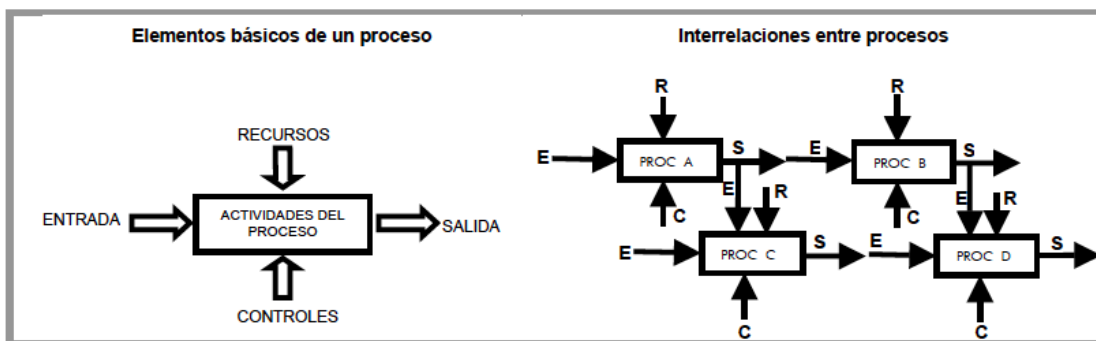 Elementos básicos de un proceso
RECURSOS
ENTRADA
ACTIVIDADES DEL
PROCESO
SALIDA
CONTROLES
Interrelaciones entre procesos
R
E
PROC A
S
C
E
R
R
E
PROC B
S
C
E
R
E
PROC C
S
C
E
PROC D
S
C